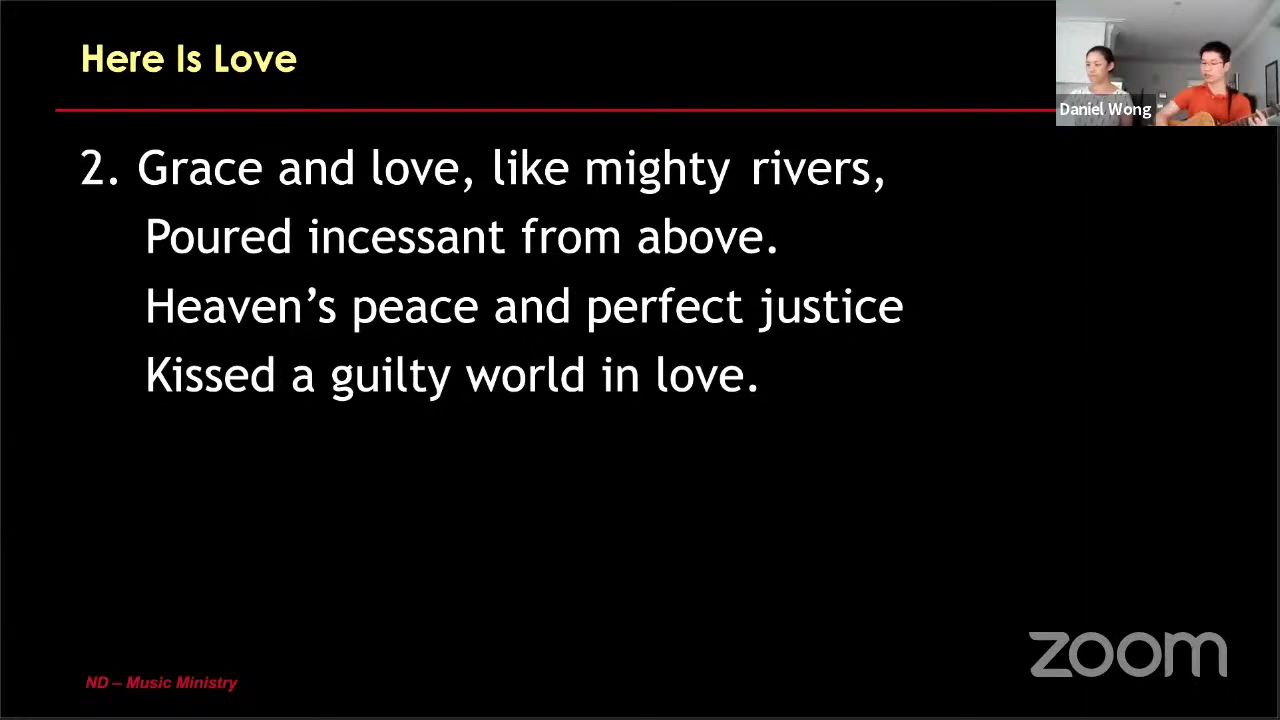 Here Is Love
Daniel Wong
2. Grace and love, like mighty rivers,
Poured incessant from above.
Heaven’s peace and perfect justice
Kissed a guilty world in love.
zoom
ND – Music Ministry